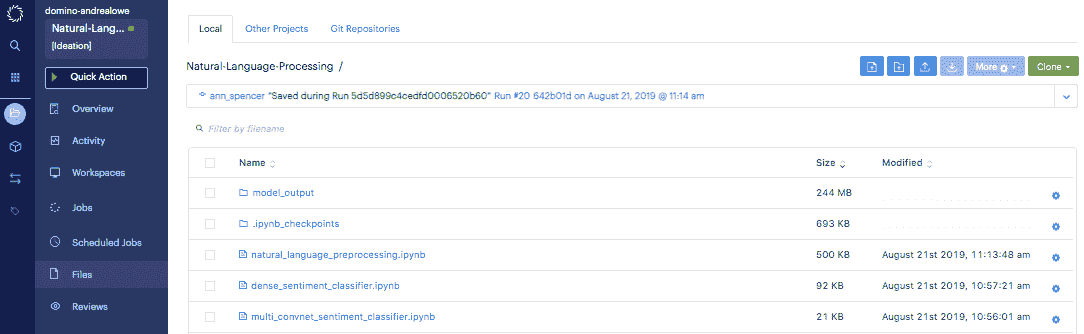 domino-andrealowe
Natural-Lang...
[Ideation]
Quick Action
Overview
Activity
Workspaces
Jobs
Scheduled Jobs
Files
Reviews
Local Other Projects Git Repositories
Natural-Language-Processing /
More Clone
ann_spencer "Saved during Run 5d5d899c4cedfd0006520b60" Run #20 642b01d on August 21, 2019 @ 11:14 am
Filter by filename
Name Size Modified
model_output 244 MB
.ipynb_checkpoints 693 KB
natural_language_preprocessing.ipynb 500 KB August 21st 2019, 11:13:48 am
dense_sentiment_classifier.ipynb 92 KB August 21st 2019, 10:57:21 am
multi_convnet_sentiment_classifier.ipynb 21 KB August 21st 2019, 10:56:01 am